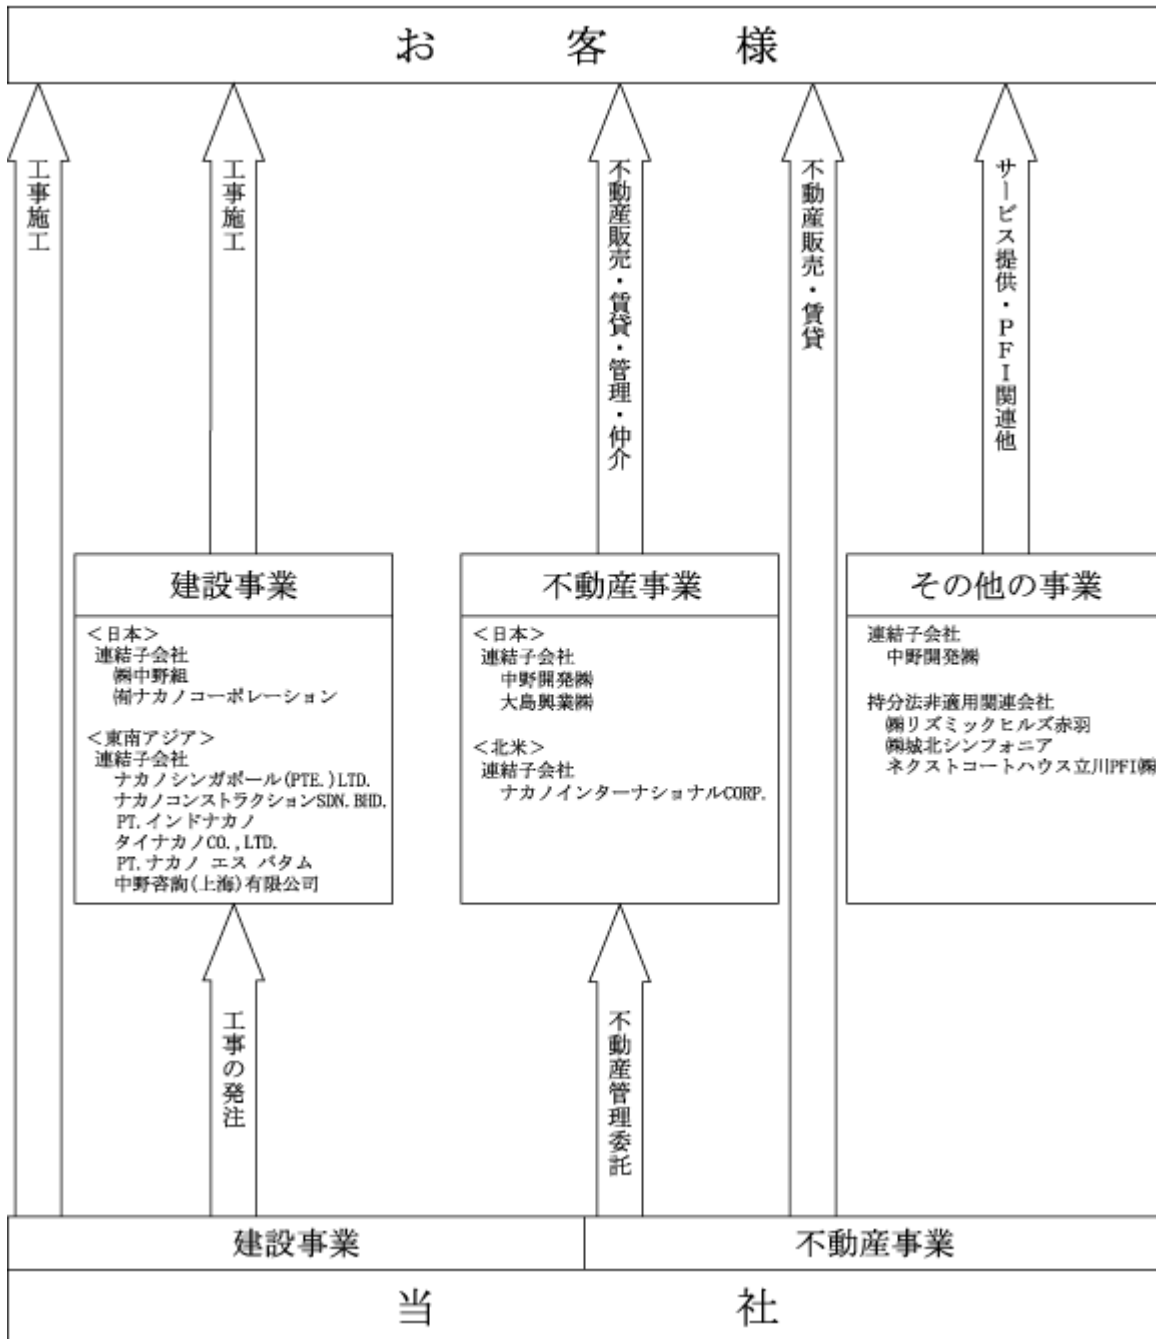 お客様
工事施工
工事施工
不動産販売・賃貸・管理・仲介
不動産販売・賃貸
サービス提供・PFI関連他
建設事業
<日本>
連結子会社
㈱中野組
㈲ナカノコーポレーション
<東南アジア>
連結子会社
ナカノシンガポール(PTE.)LTD.
ナカノコンストラクションSDN.BHD.
PT.インドナカノ
タイナカノCO.,LTD.
PT.ナカノ エス バタム
中野咨詢(上海)有限公司
不動産事業
<日本>
連結子会社
中野開発㈱
大島興業㈱
<北米>
連結子会社
ナカノインターナショナルCORP.
その他の事業
連結子会社
中野開発㈱
持分法非適用関連会社
㈱リズミックヒルズ赤羽
㈱城北シンフォニア
ネクストコートハウス立川PFI㈱
工事の発注
不動産管理委託
建設事業
不動産事業
当社